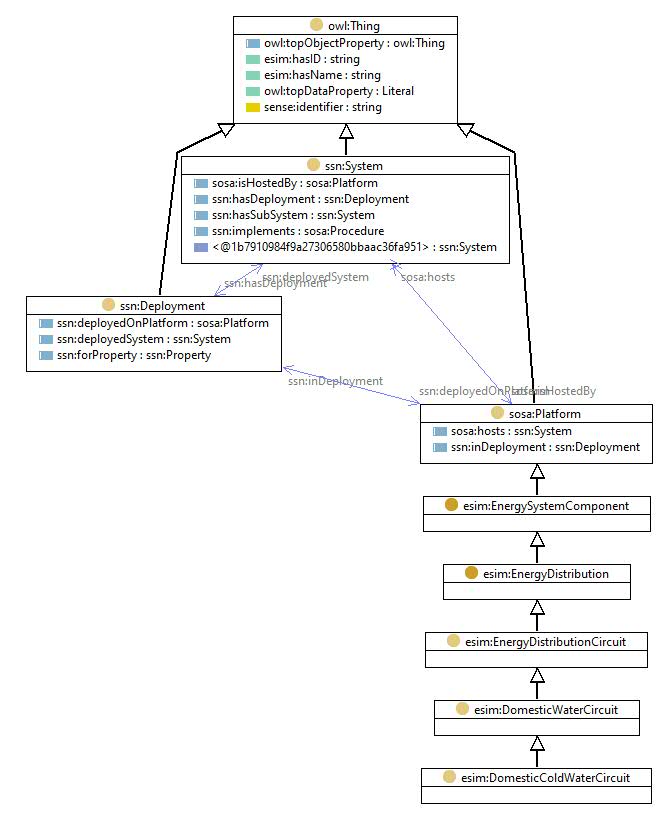 owl:Thing
owl:topObjectProperty : owl:Thing
esim:hasID : string
esim:hasName : string
owl:topDataProperty : Literal
sense:identifier : string
ssn:System
sosa:isHostedBy : sosa:Platform
ssn:hasDeployment : ssn:Deployment
ssn:hasSubSystem : ssn:System
ssn:implements : sosa:Procedure
<@1b7910984f9a27306580bbaac36fa951> : ssn:System
ssn:deployedSystem
sosa:hosts
ssn:hasDeployment
ssn:Deployment
ssn:deployedOnPlatform : sosa:Platform
ssn:deployedSystem : ssn:System
ssn:forProperty : ssn:Property
ssn:inDeployment
ssn:deployedOnPlatform
sosa:isHostedBy
sosa:Platform
sosa:hosts : ssn:System
ssn:inDeployment : ssn:Deployment
esim:EnergySystemComponent
esim:EnergyDistribution
esim:EnergyDistributionCircuit
esim:DomesticWaterCircuit
esim:DomesticColdWaterCircuit